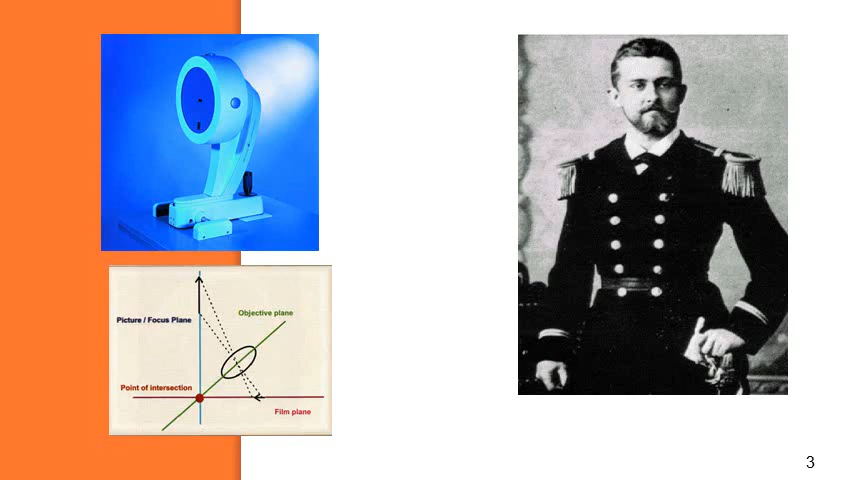 Picture / Focus Plane
Objective plane
Point of intersection
Film plane
3